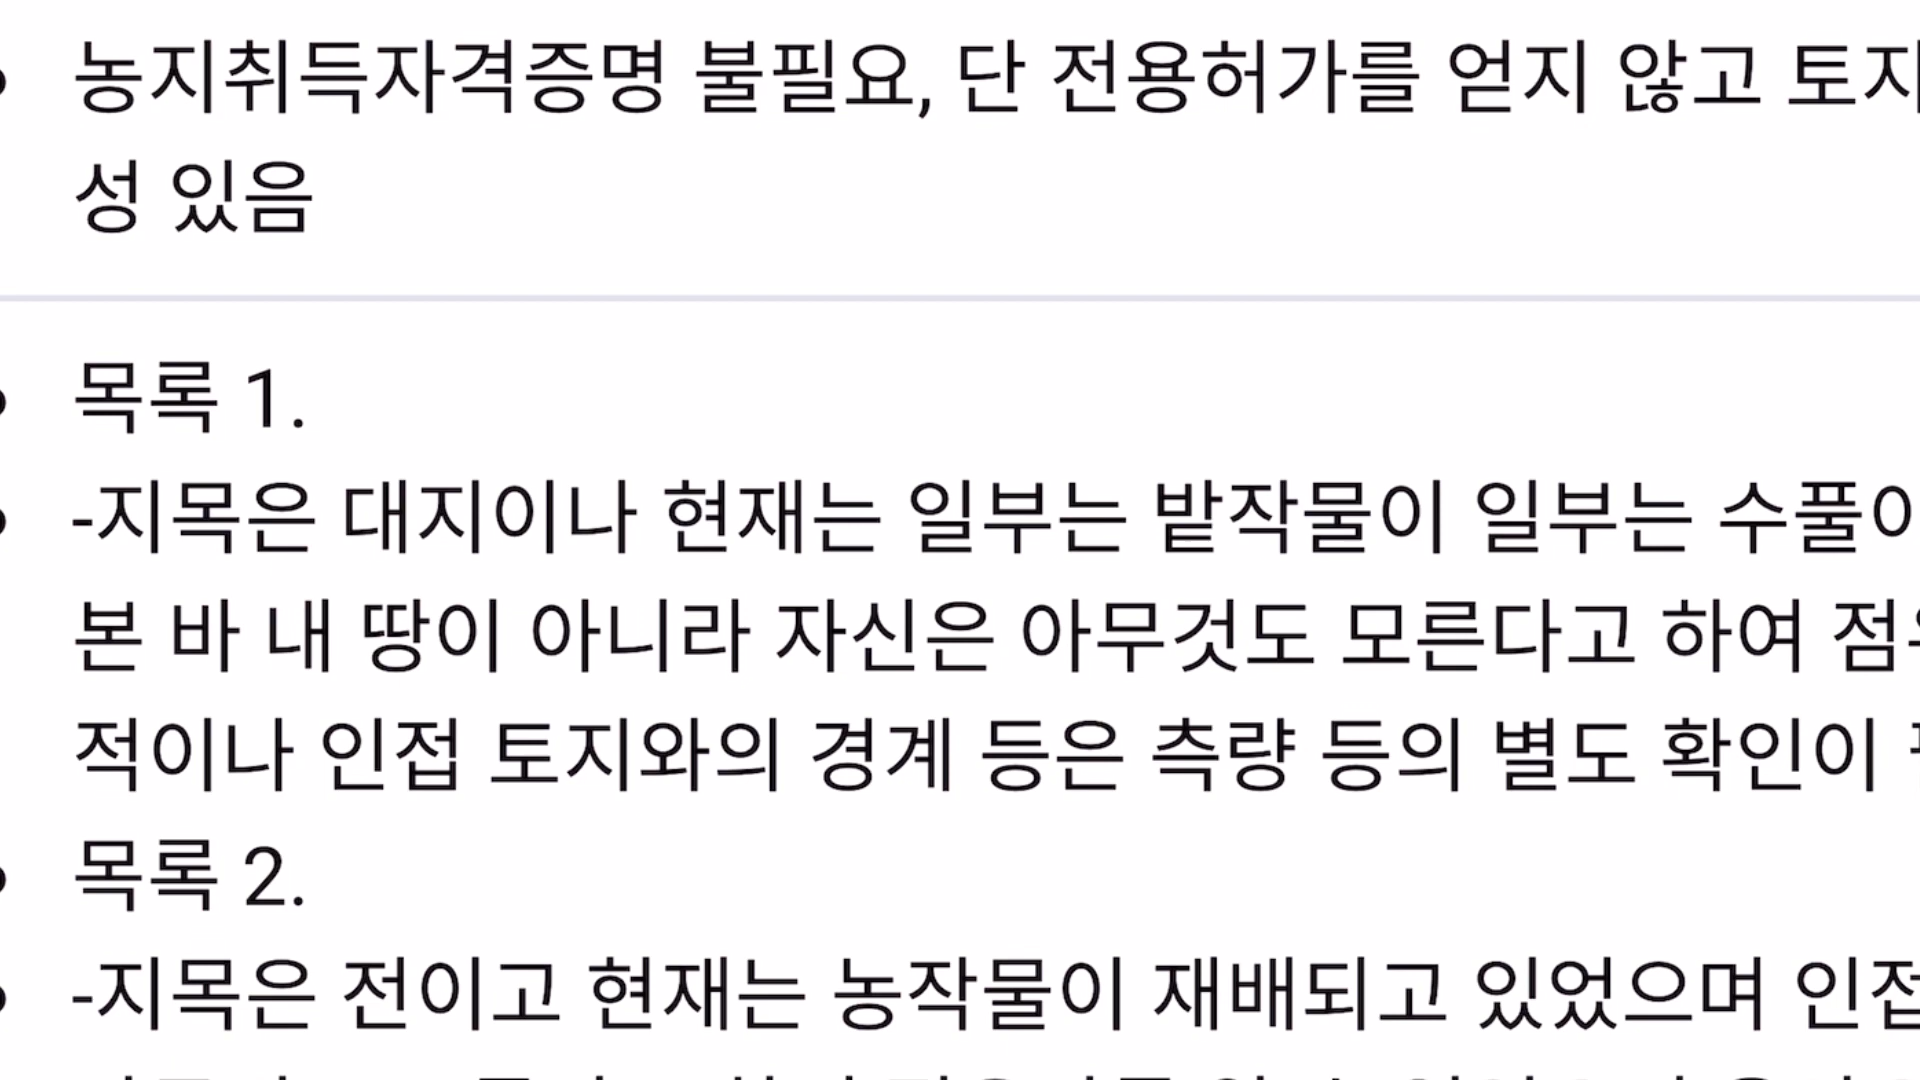 농지취득자격증명 불필요, 단 전용허가를 얻지 않고
성 있음
목록 1.
-지목은 대지이나 현재는 일부는 밭작물이 일부는
본 바 내 땅이 아니라 자신은 아무것도 모른다고 하여
적이나 인접 토지와의 경계 등은 측량 등의 별도 확인이
목록 2.
-지목은 전이고 현재는 농작물이 재배되고 있었으며 인접